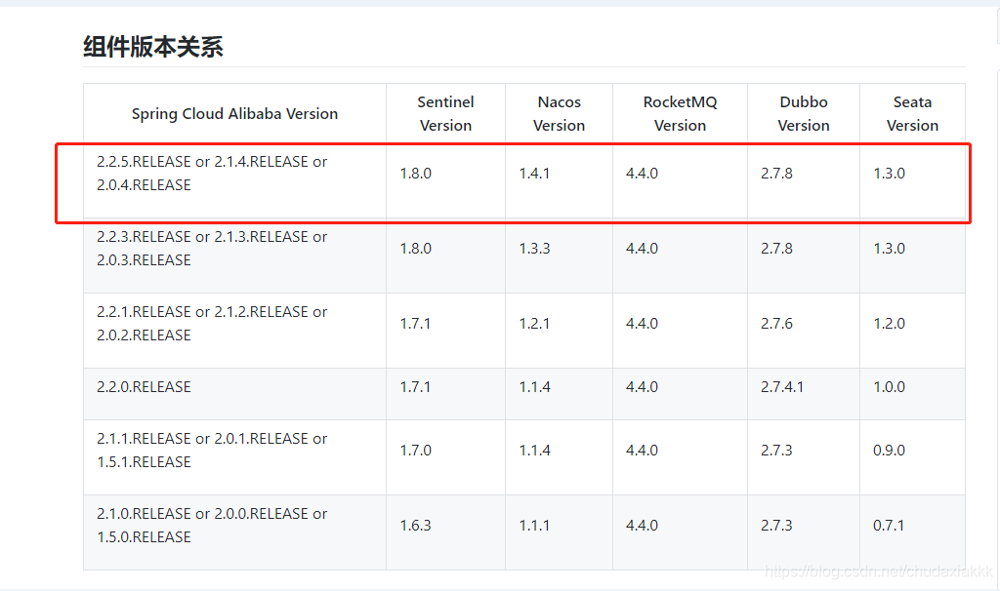 组件版本关系
Spring Cloud Alibaba Version
Sentinel
Version
Nacos
Version
RocketMQ
Version
Dubbo
Version
Seata
Version
2.2.5.RELEASE or 2.1.4.RELEASE or
2.0.4.RELEASE
1.8.0
1.4.1
4.4.0
2.7.8
1.3.0
2.2.3.RELEASE or 2.1.3.RELEASE or
2.0.3.RELEASE
1.8.0
1.3.3
4.4.0
2.7.8
1.3.0
2.2.1.RELEASE or 2.1.2.RELEASE or
2.0.2.RELEASE
1.7.1
1.2.1
4.4.0
2.7.6
1.2.0
2.2.0.RELEASE
1.7.1
1.1.4
4.4.0
2.7.4.1
1.0.0
2.1.1.RELEASE or 2.0.1.RELEASE or
1.5.1.RELEASE
1.7.0
1.1.4
4.4.0
2.7.3
0.9.0
2.1.0.RELEASE or 2.0.0.RELEASE or
1.5.0.RELEASE
1.6.3
1.1.1
4.4.0
2.7.3
0.7.1
https://blog.csdn.net/chudaxiakkk